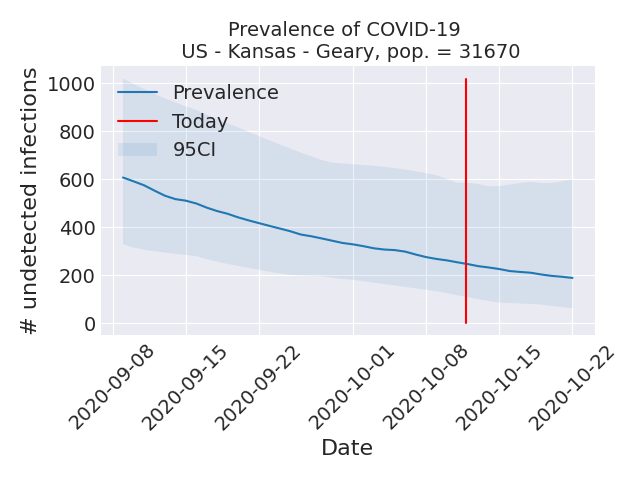 Prevalence of COVID-19
US - Kansas - Geary, pop. = 31670
# undetected infections
1000
800
600
400
200
0
Prevalence
Today
95CI
2020-09-08
2020-09-15
2020-09-22
2020-10-01
2020-10-08
2020-10-15
2020-10-22
Date